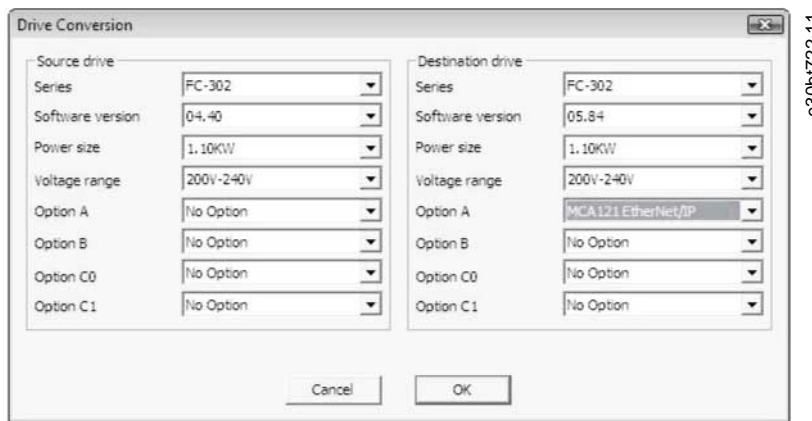 Drive Conversion
Source drive
Series FC-302
Software version 04.40
Power size 1.10KW
Voltage range 200V-240V
Option A No Option
Option B No Option
Option C0 No Option
Option C1 No Option
Destination drive
Series FC-302
Software version 05.84
Power size 1.10KW
Voltage range 200V-240V
Option A MCA121 EtherNet/IP
Option B No Option
Option C0 No Option
Option C1 No Option
Cancel OK